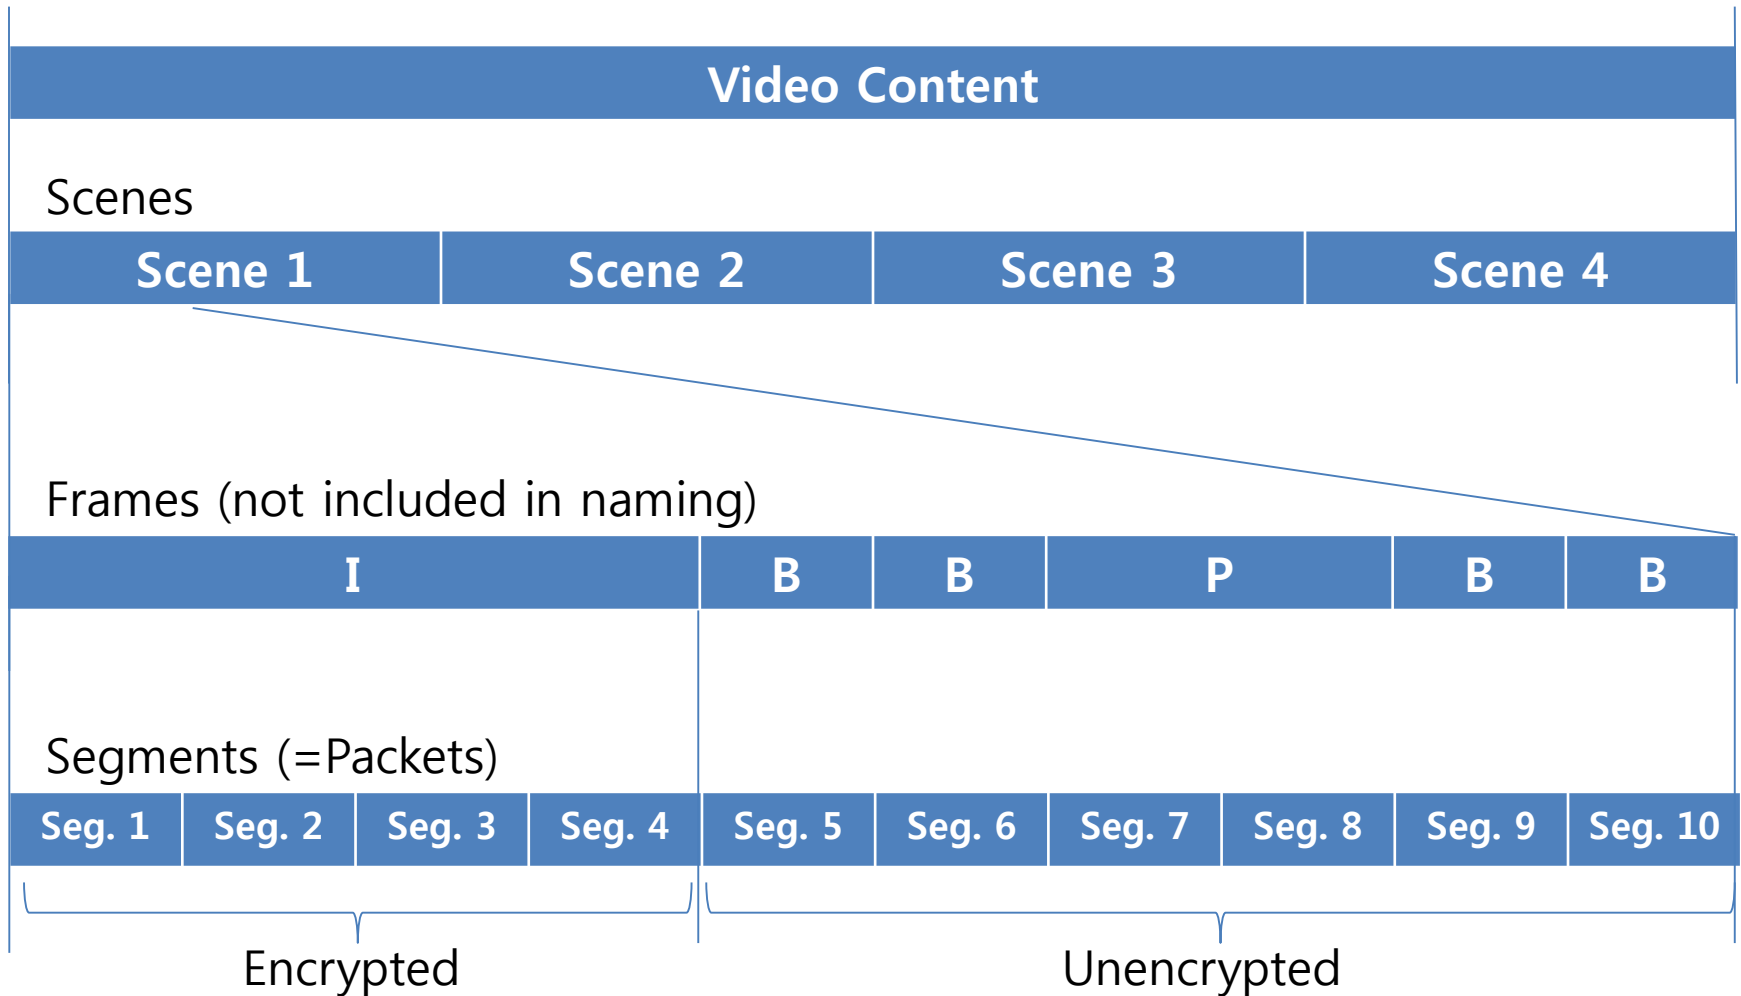 Video Content
Scenes
Scene 1 Scene 2 Scene 3 Scene 4
Frames (not included in naming)
I B B P B B
Segments (=Packets)
Seg. 1 Seg. 2 Seg. 3 Seg. 4 Seg. 5 Seg. 6 Seg. 7 Seg. 8 Seg. 9 Seg. 10
Encrypted Unencrypted